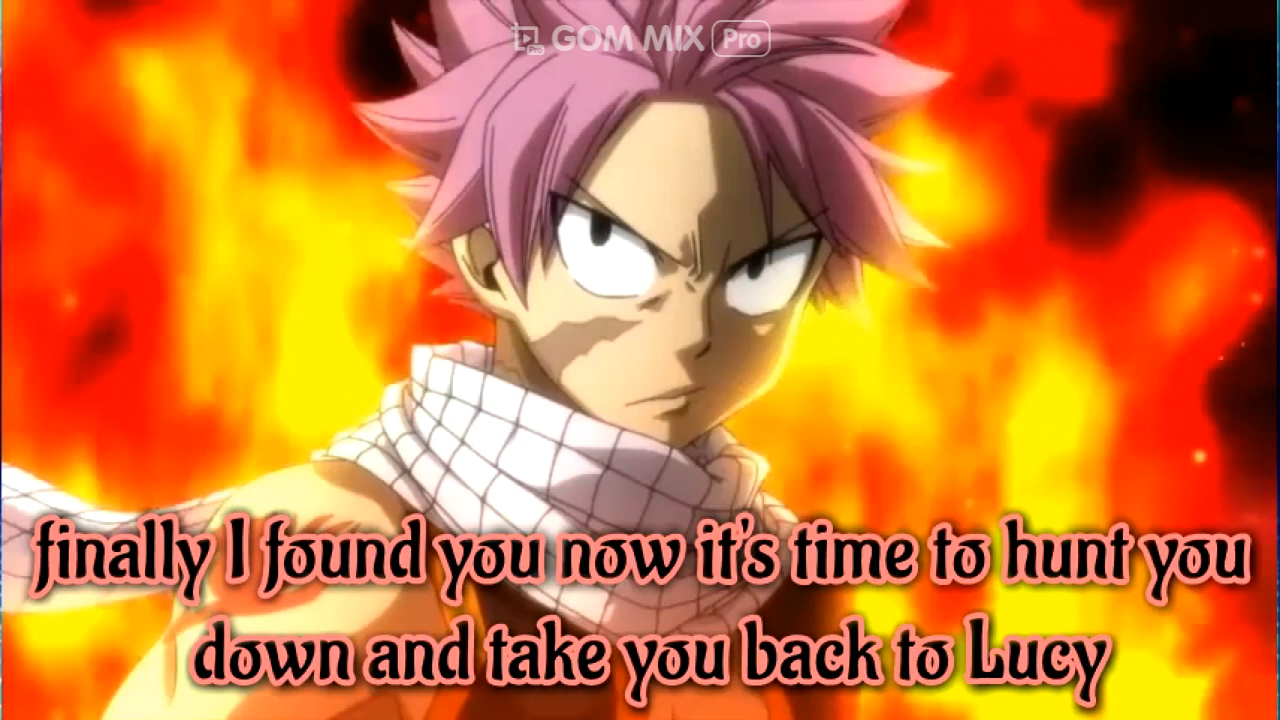 GOM MIX Pro
finally I found you now it's time to hunt you
down and take you back to Lucy